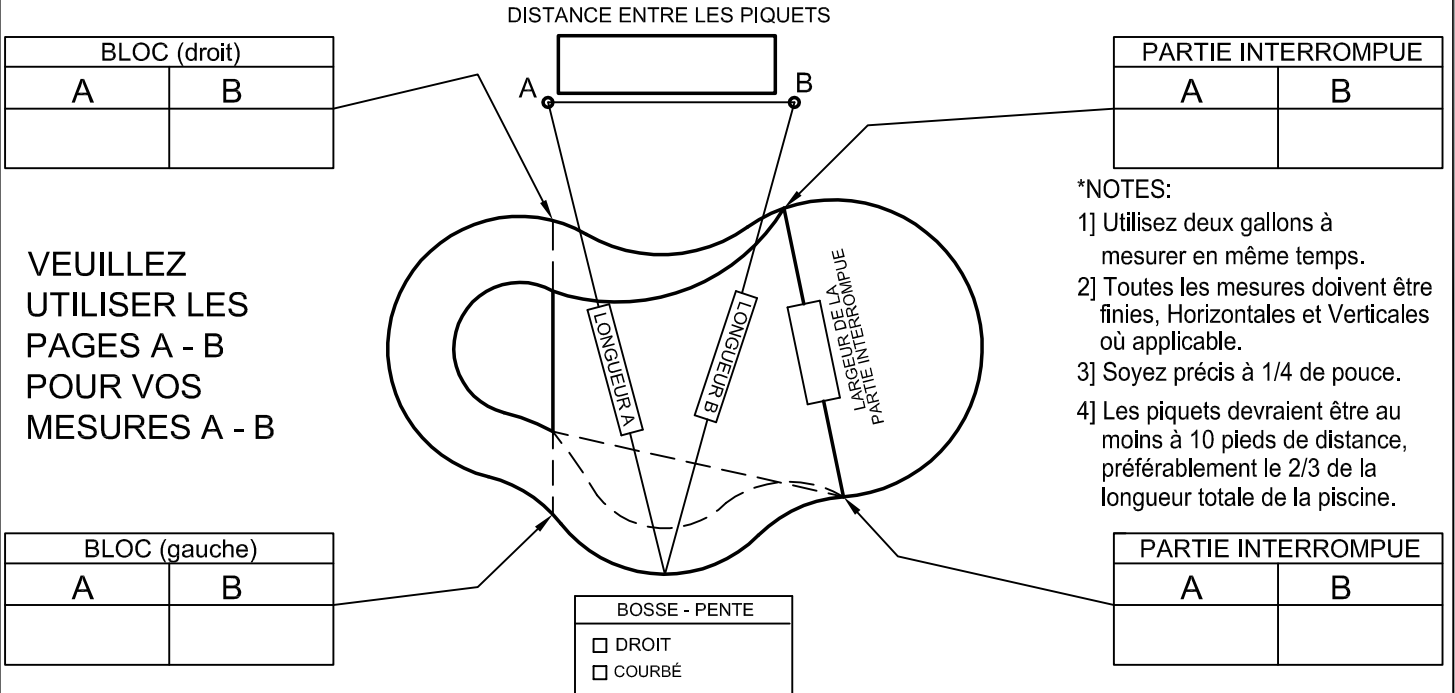 DISTANCE ENTRE LES PIQUETS
BLOC (droit)
A B
A B
PARTIE INTERROMPUE
A B
VEUILLEZ
UTILISER LES
PAGES A - B
POUR VOS
MESURES A - B
LONGUEUR A
LONGUEUR B
LARGEUR DE LA
PARTIE INTERROMPUE
*NOTES:
1] Utilisez deux gallons à
mesurer en même temps.
2] Toutes les mesures doivent être
finies, Horizontales et Verticales
où applicable.
3] Soyez précis à 1/4 de pouce.
4] Les piquets devraient être au
moins à 10 pieds de distance,
préférablement le 2/3 de la
longueur totale de la piscine.
BLOC (gauche)
A B
BOSSE - PENTE
DROIT
COURBÉ
PARTIE INTERROMPUE
A B